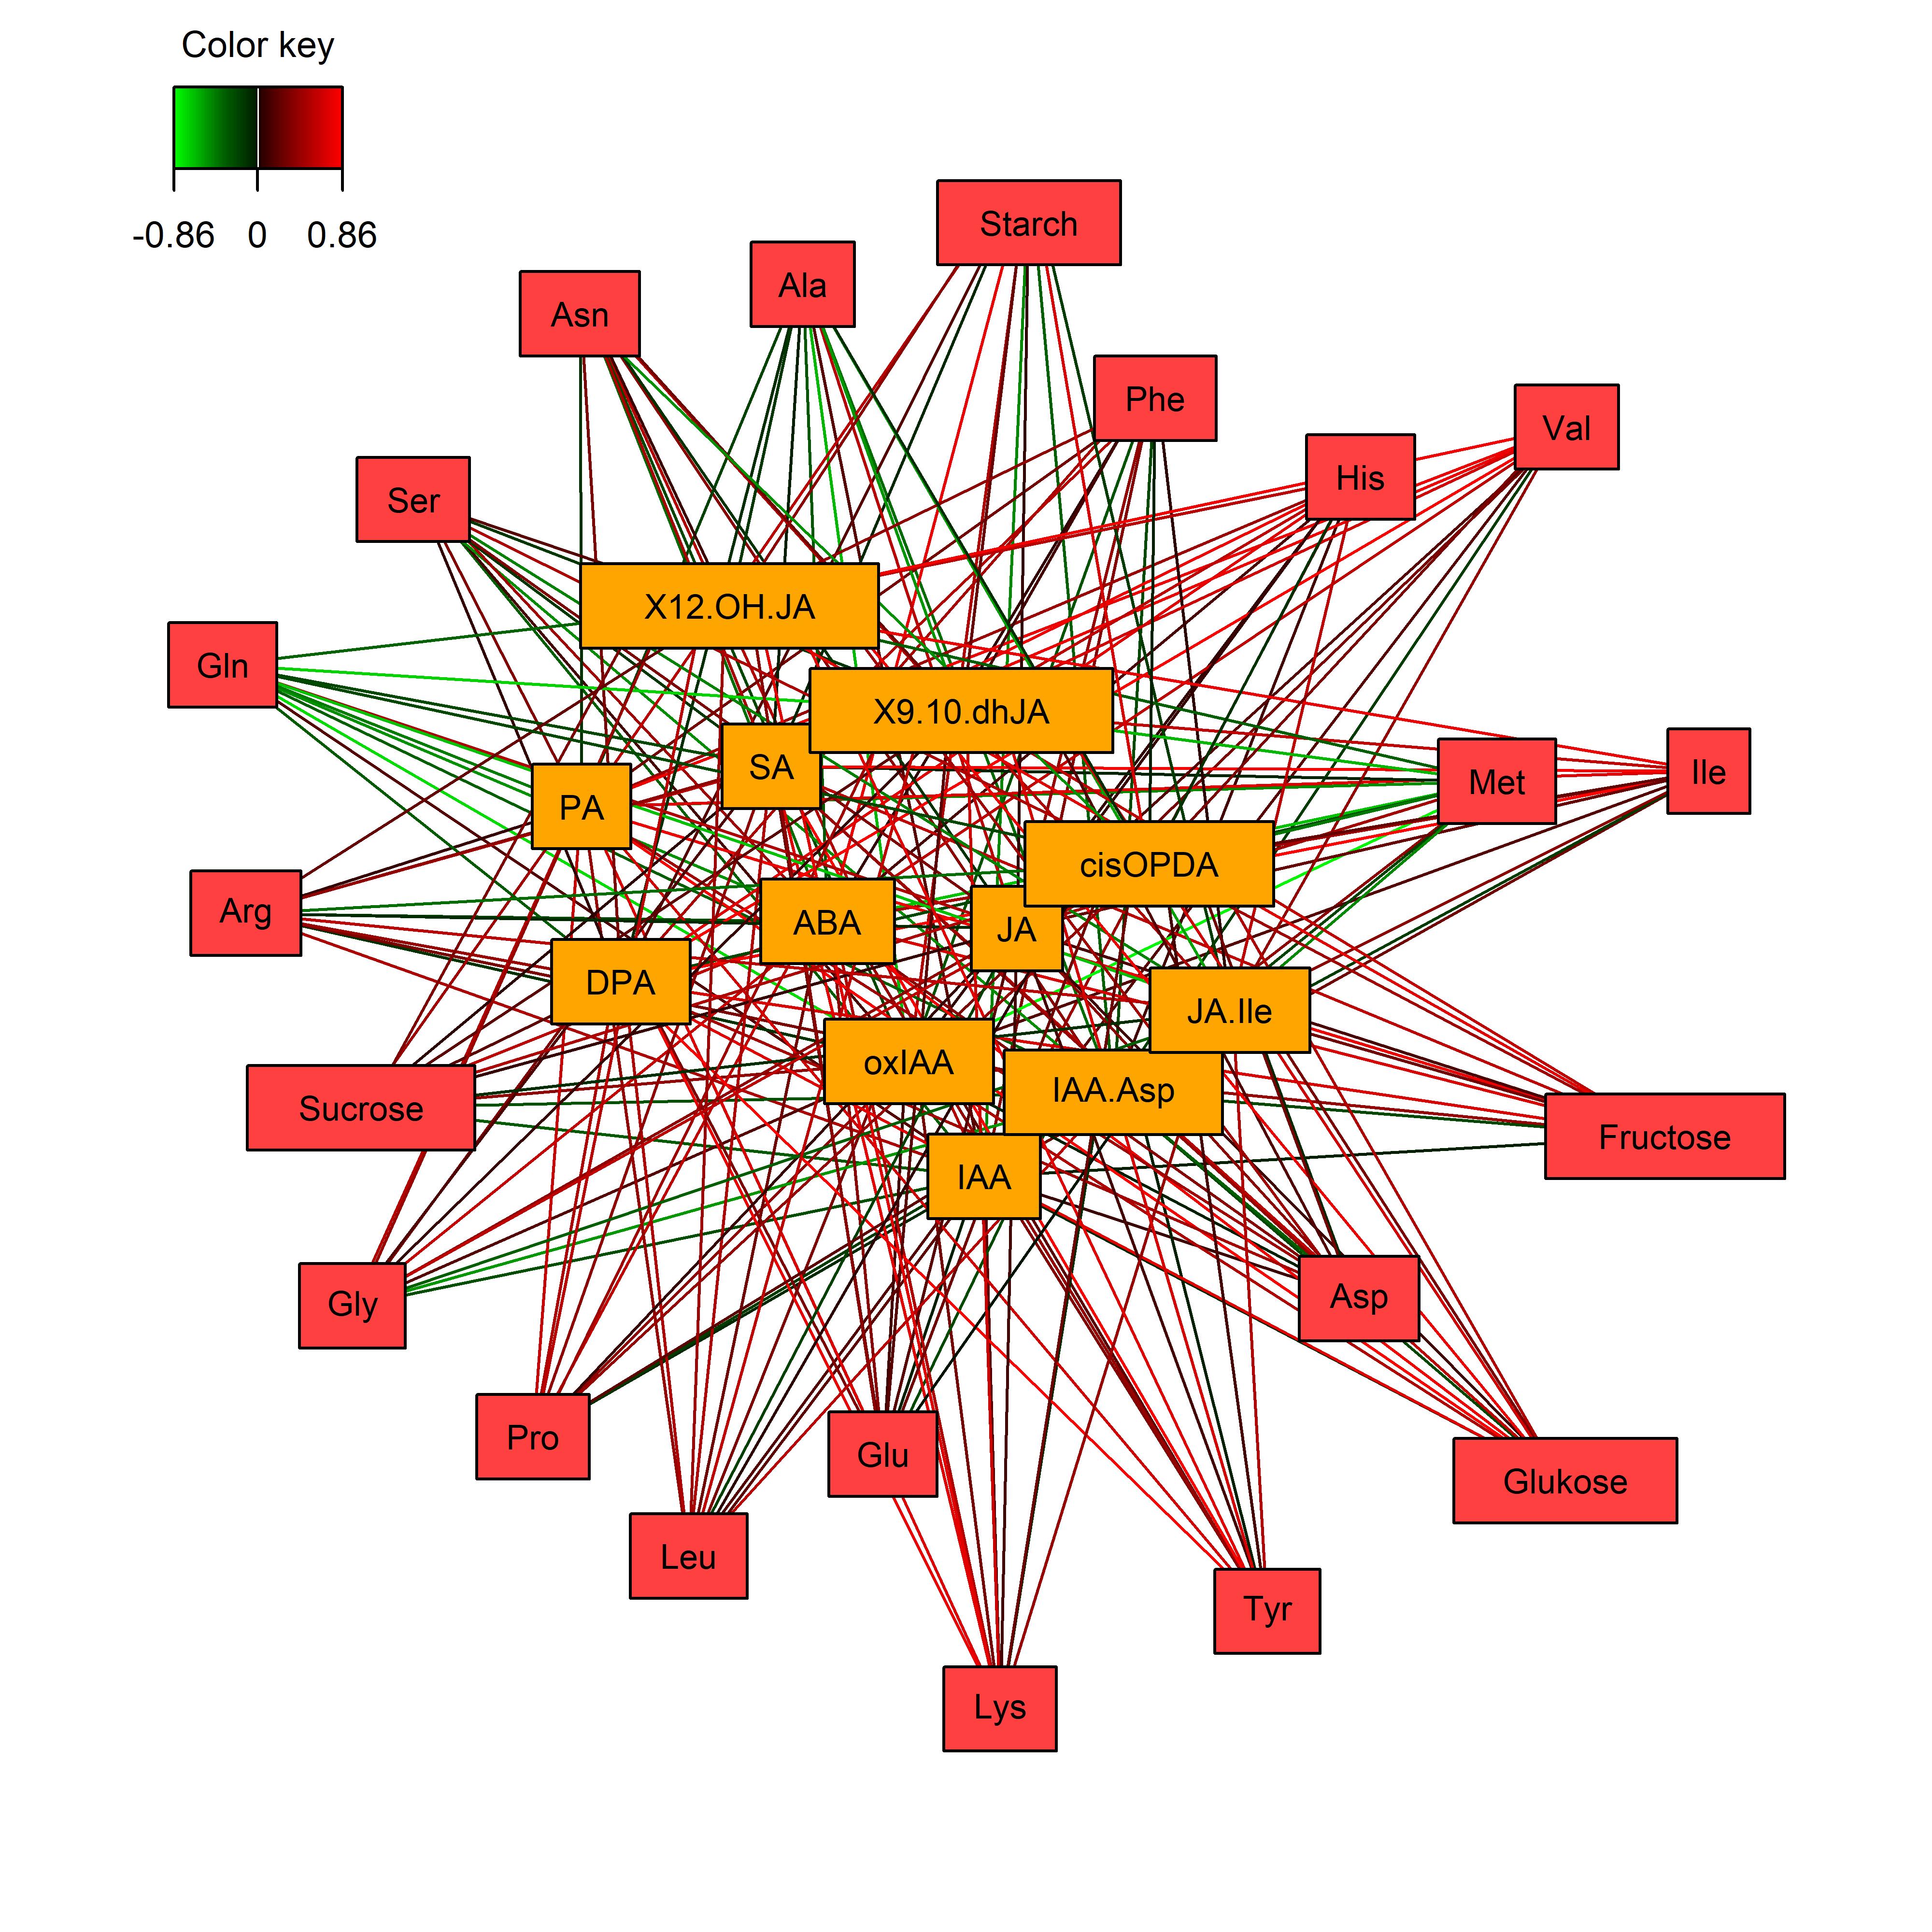 Color key
-0.86 0 0.86
Starch
Ala
Asn
Phe
Val
His
Ser
X12.OH.JA
Gln
X9.10.dhJA
SA
Ile
Met
PA
cisOPDA
Arg
ABA
JA
DPA
JA.Ile
oxIAA
IAA.Asp
Sucrose
Fructose
IAA
Asp
Gly
Pro
Glu
Glukose
Leu
Tyr
Lys